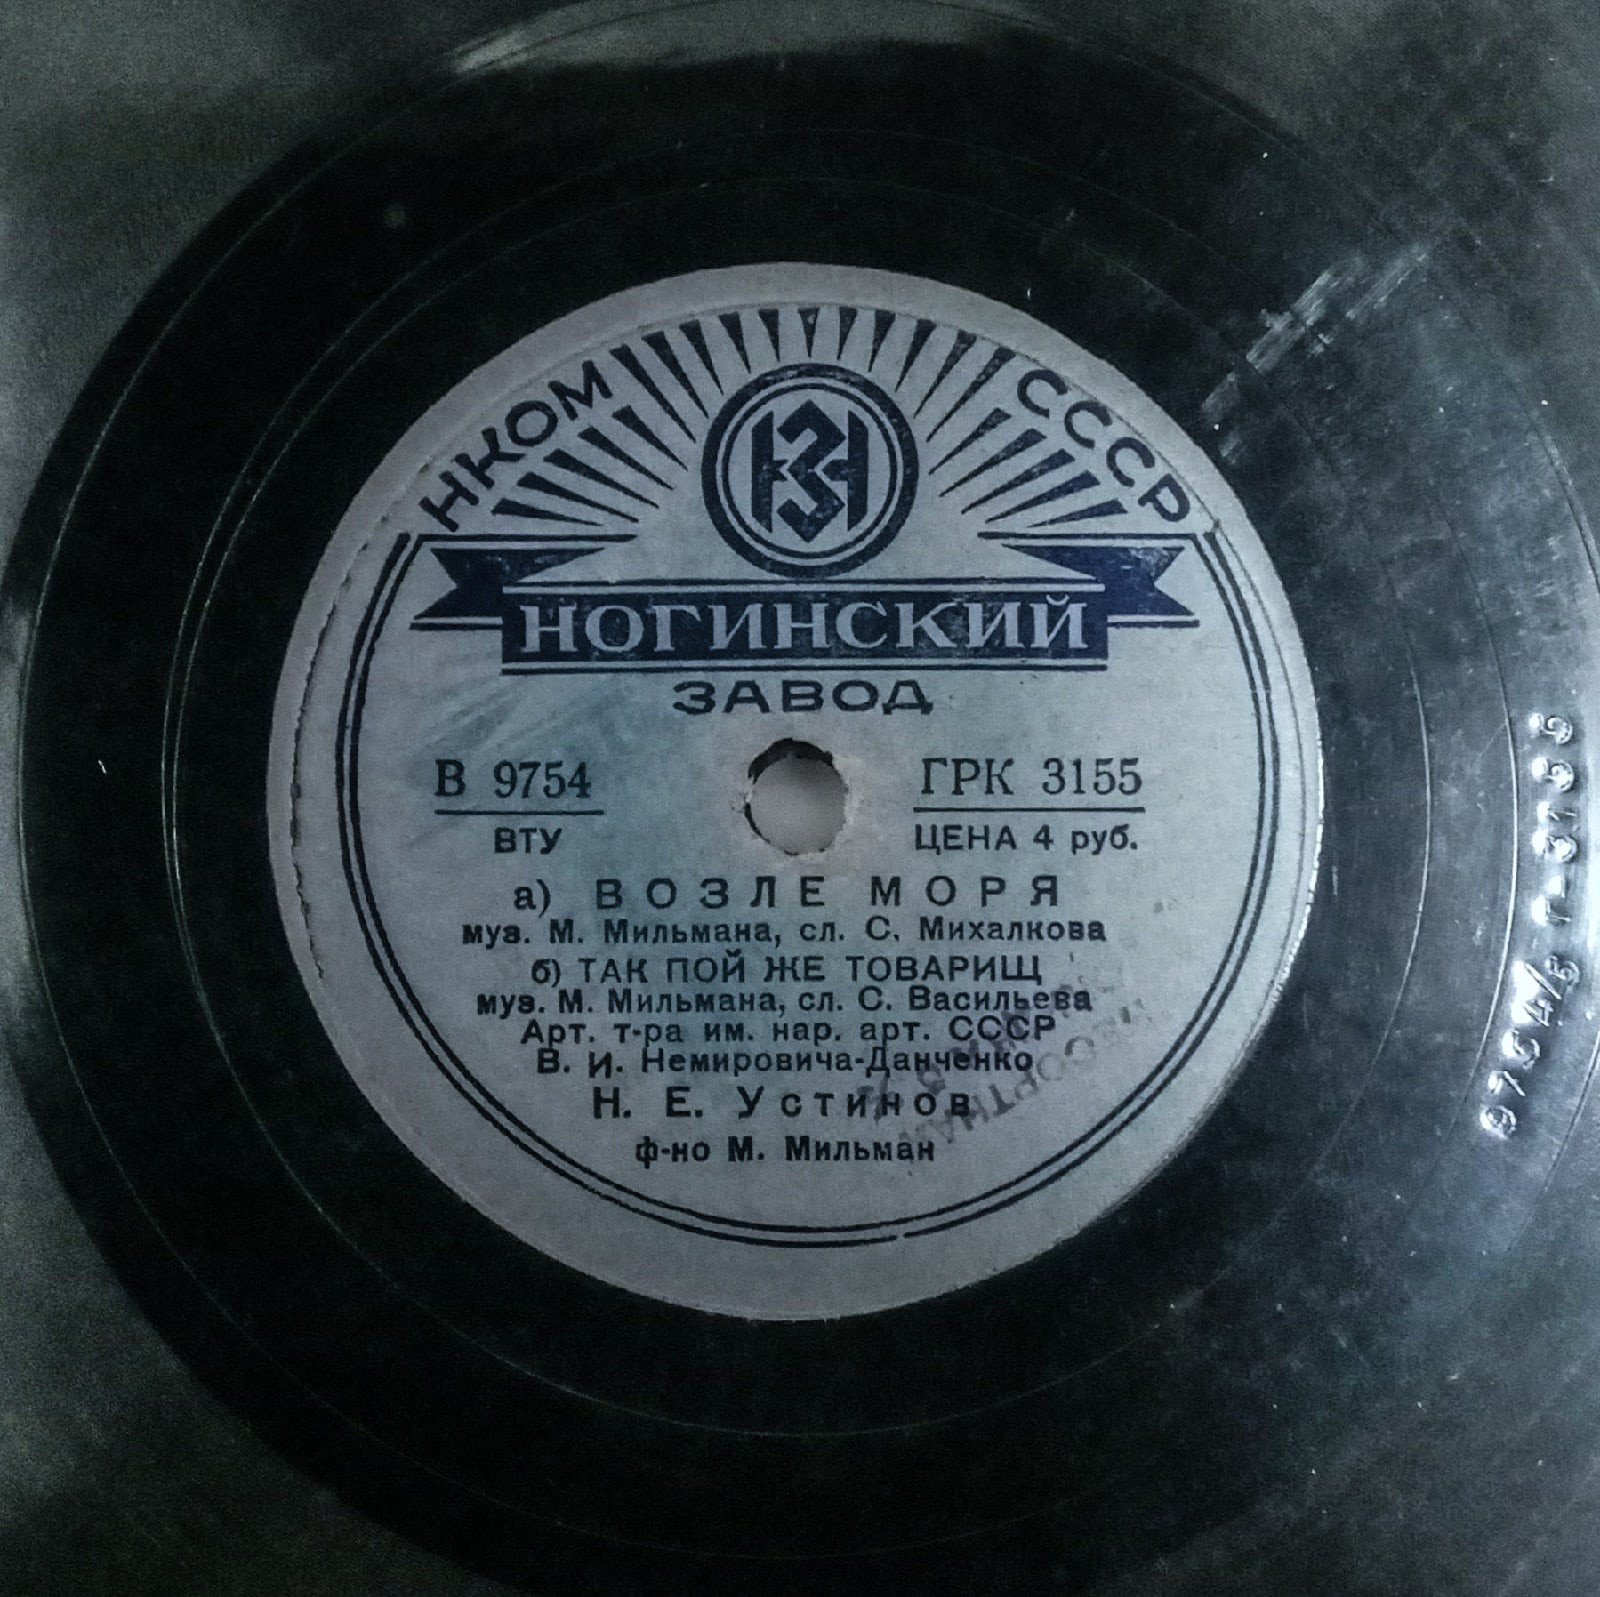 НКОМ СССР
НЗ
НОГИНСКИЙ
ЗАВОД
В 9754 ГРК 3155
ВТУ ЦЕНА 4 руб.
а) ВОЗЛЕ МОРЯ
муз. М. Мильмана, сл. С. Михалкова
б) ТАК ПОЙ ЖЕ ТОВАРИЩ
муз. М. Мильмана, сл. С. Васильева
Арт. т-ра им. нар. арт. СССР
В. И. Немировича-Данченко
Н. Е. Устинов
ф-но М. Мильман